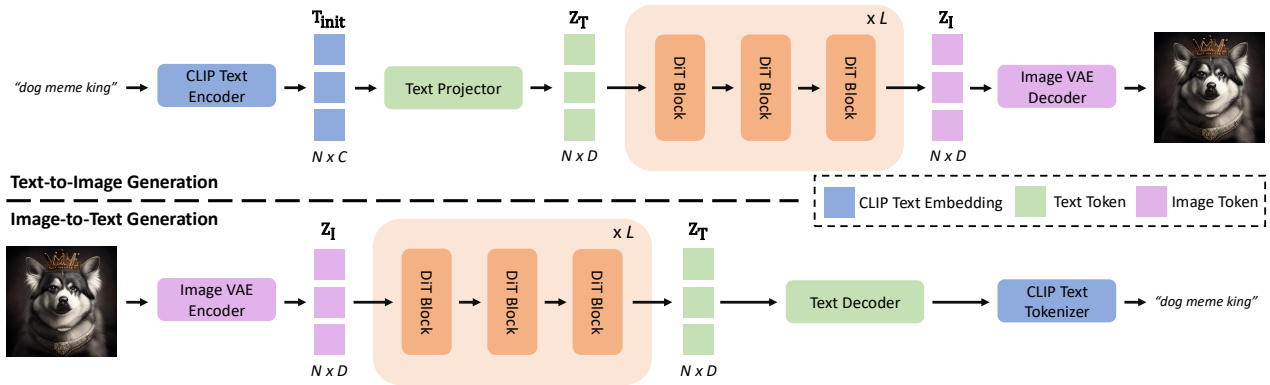 T_init
Z_T
x L
Z_I
"dog meme king"
CLIP Text
Encoder
Text Projector
DiT Block
DiT Block
DiT Block
Image VAE
Decoder
N x C
N x D
N x D
Text-to-Image Generation
CLIP Text Embedding
Text Token
Image Token
Image-to-Text Generation
Z_I
x L
Z_T
Image VAE
Encoder
DiT Block
DiT Block
DiT Block
Text Decoder
CLIP Text
Tokenizer
"dog meme king"
N x D
N x D